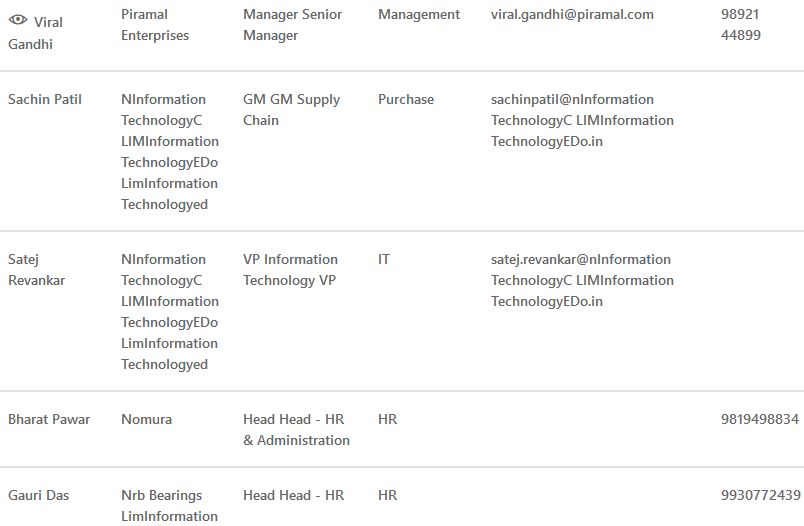 Viral Gandhi Piramal Enterprises Manager Senior Manager Management viral.gandhi@piramal.com 98921 44899
Sachin Patil NInformation TechnologyC LIMInformation TechnologyEDo LimInformation Technologyed GM GM Supply Chain Purchase sachinpatil@nInformation TechnologyC LIMInformation TechnologyEDo.in
Satej Revankar NInformation TechnologyC LIMInformation TechnologyEDo LimInformation Technologyed VP Information Technology VP IT satej.revankar@nInformation TechnologyC LIMInformation TechnologyEDo.in
Bharat Pawar Nomura Head Head - HR & Administration HR 9819498834
Gauri Das Nrb Bearings LimInformation Head Head - HR HR 9930772439